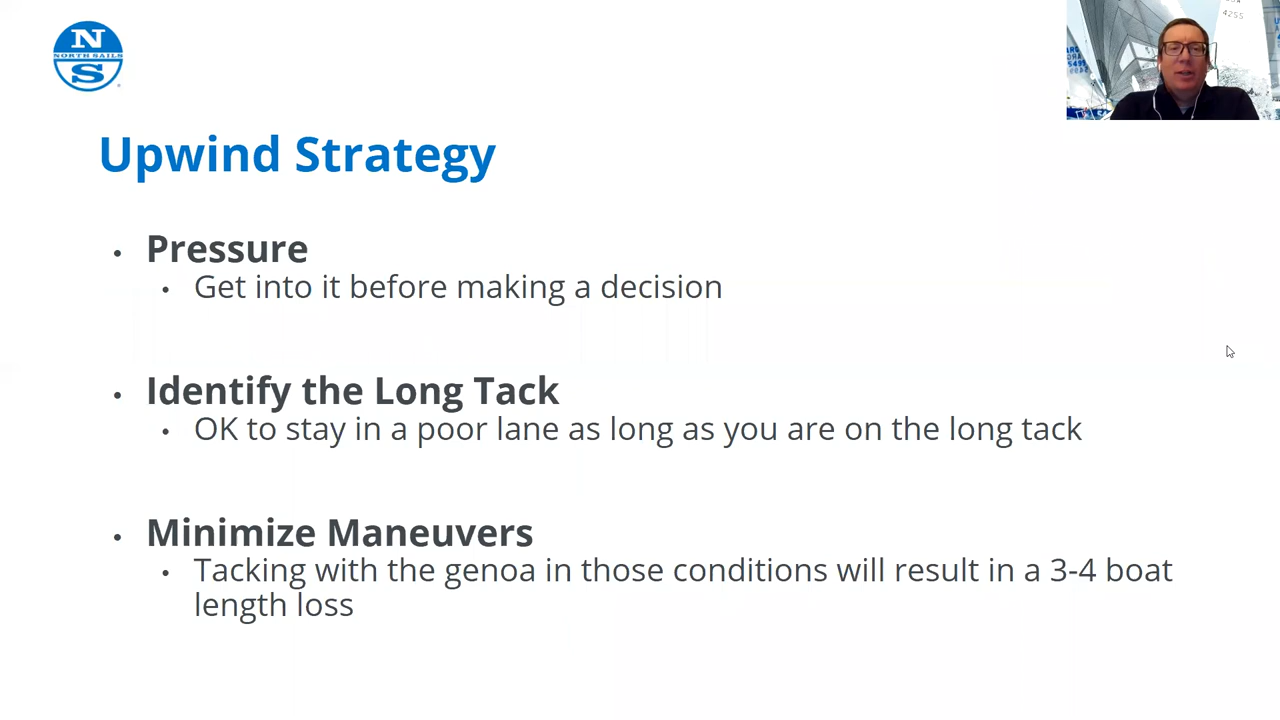 N
NORTH SAILS
S
4255
Upwind Strategy
• Pressure
• Get into it before making a decision
• Identify the Long Tack
• OK to stay in a poor lane as long as you are on the long tack
• Minimize Maneuvers
• Tacking with the genoa in those conditions will result in a 3-4 boat
length loss